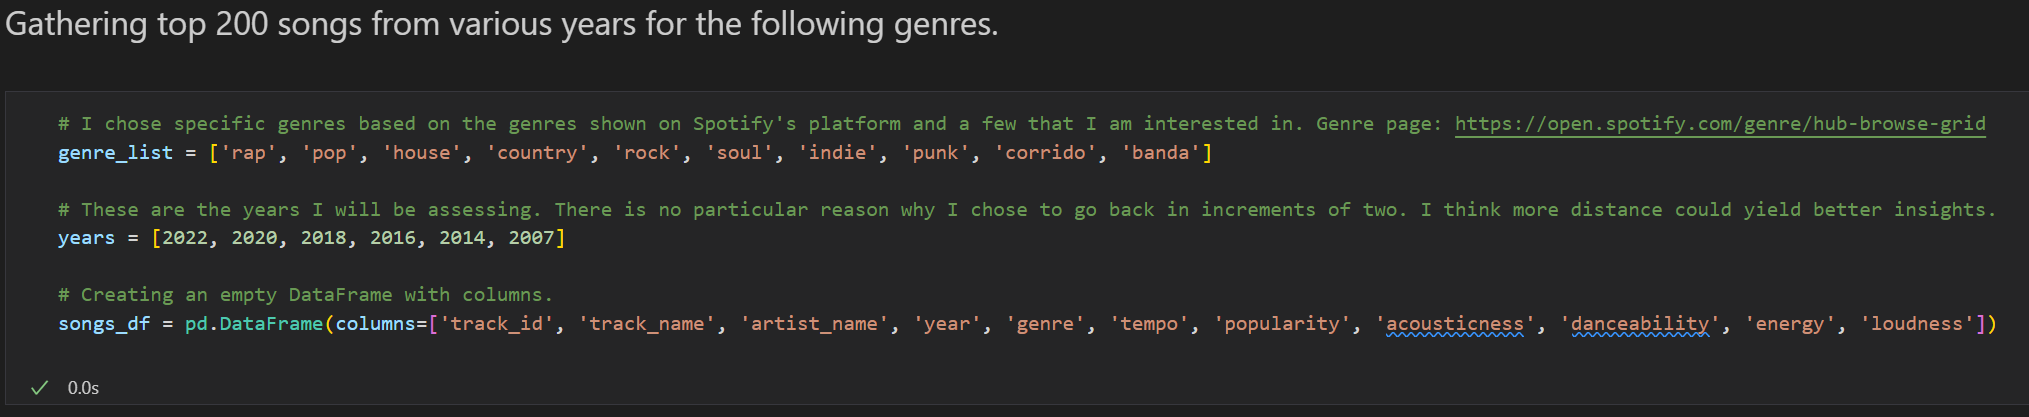 Gathering top 200 songs from various years for the following genres.
# I chose specific genres based on the genres shown on Spotify's platform and a few that I am interested in. Genre page: https://open.spotify.com/genre/hub-browse-grid
genre_list = ['rap', 'pop', 'house', 'country', 'rock', 'soul', 'indie', 'punk', 'corrido', 'banda']
# These are the years I will be assessing. There is no particular reason why I chose to go back in increments of two. I think more distance could yield better insights.
years = [2022, 2020, 2018, 2016, 2014, 2007]
# Creating an empty DataFrame with columns.
songs_df = pd.DataFrame(columns=['track_id', 'track_name', 'artist_name', 'year', 'genre', 'tempo', 'popularity', 'acousticness', 'danceability', 'energy', 'loudness'])
0.0s